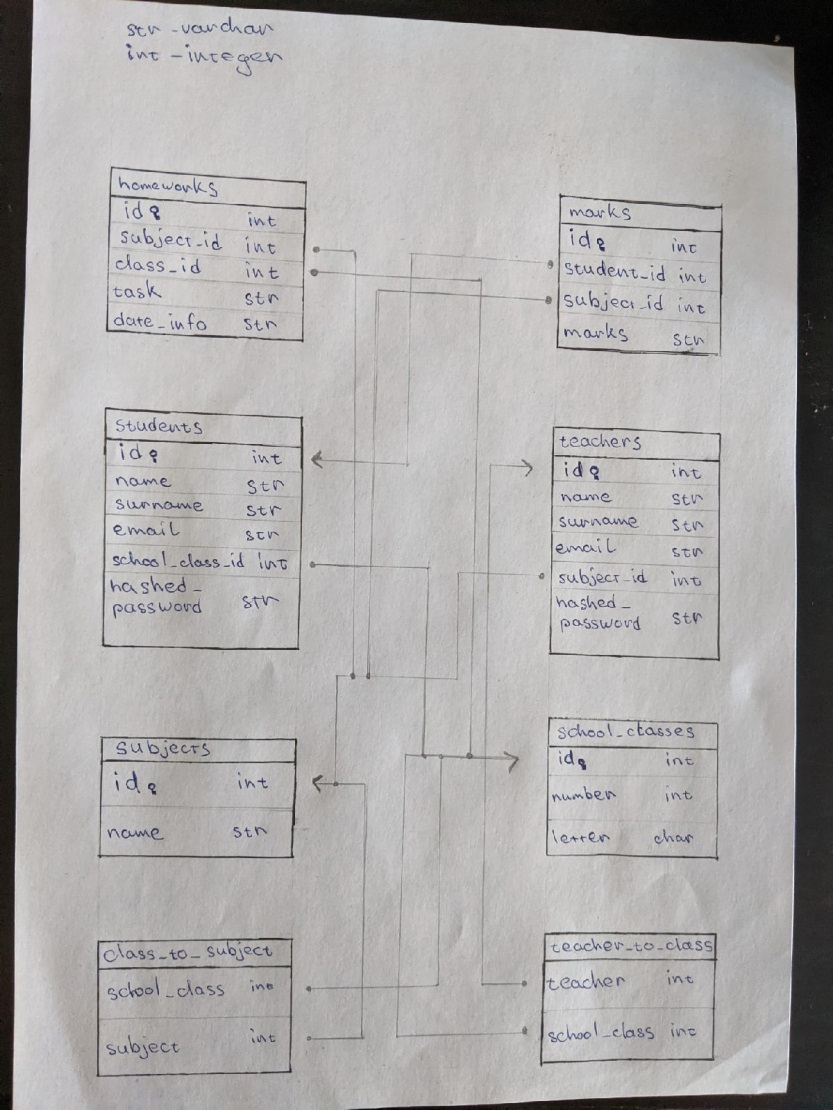 str - varchar
int - integer
homeworks
id int
subject_id int
class_id int
task str
date_info str
marks
id int
student_id int
subject_id int
marks str
students
id int
name str
surname str
email str
school_class_id int
hashed_
password str
teachers
id int
name str
surname str
email str
subject_id int
hashed_
password str
subjects
id int
name str
school_classes
id int
number int
letter char
class_to_subject
school_class int
subject int
teacher_to_class
teacher int
school_class int